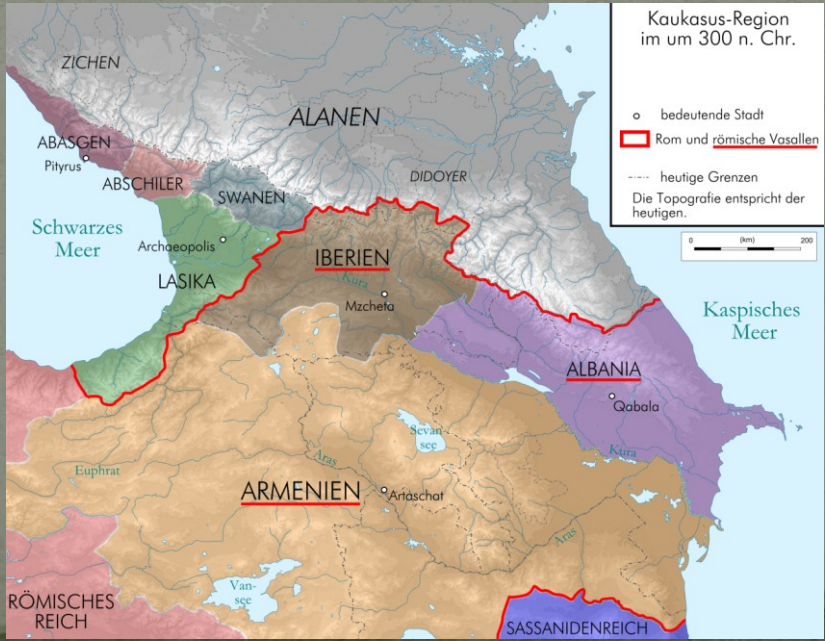 Kaukasus-Region
im um 300 n. Chr.
bedeutende Stadt
Rom und römische Vasallen
heutige Grenzen
Die Topografie entspricht der
heutigen.
0 (km) 200
ZICHEN
ALANEN
ABASGEN
Pityrus
ABSCHILER
SWANEN
DIDOYER
Schwarzes
Meer
Archaeopolis
IBERIEN
LASIKA
Kura
Mzcheta
Kaspisches
Meer
ALBANIA
Qabala
Sevan-
see
Kura
Euphrat
Aras
ARMENIEN
Artaschat
Aras
Van-
see
RÖMISCHES
REICH
SASSANIDENREICH